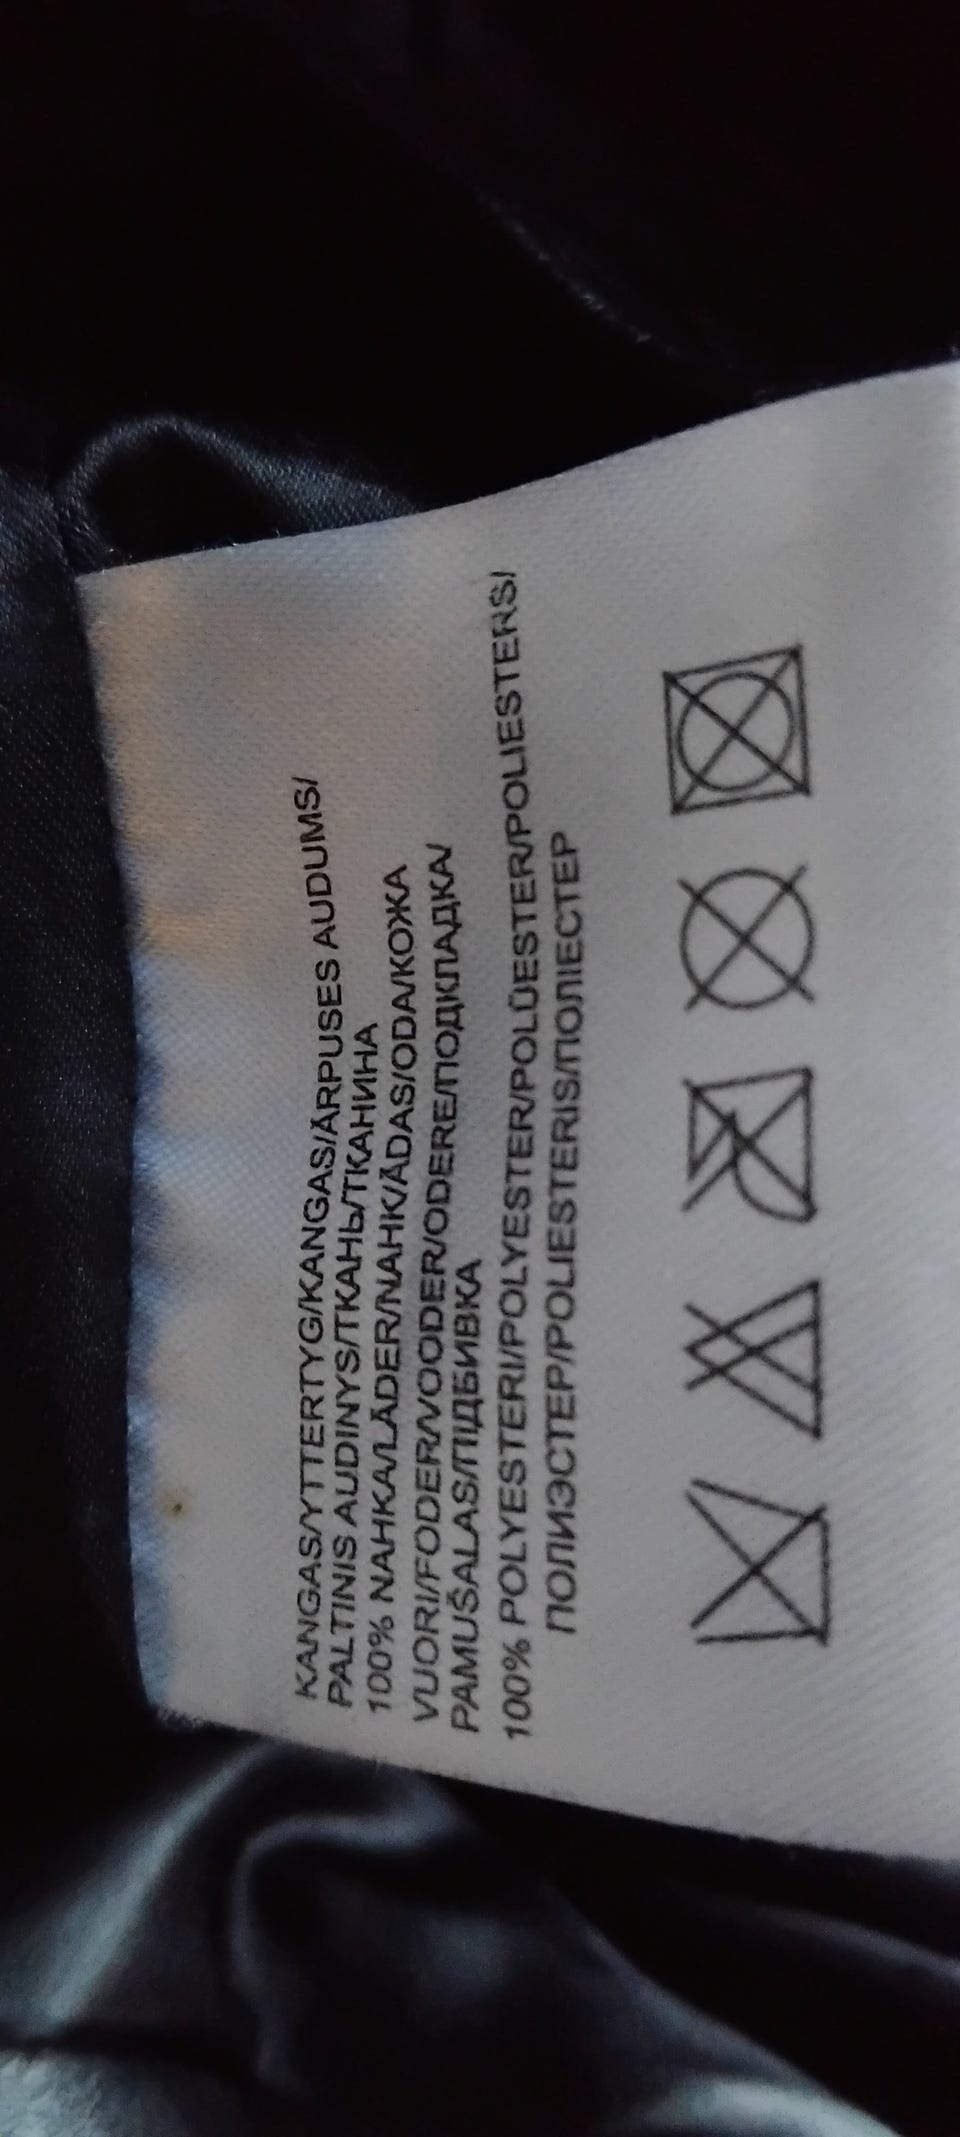 KANGAS/YTTERTYG/KANGAS/ĀRPUSES AUDUMS/
PALTINIS AUDINYS/ТКАНЬ/ТКАНИНА
100% NAHKA/LÄDER/NAHK/ĀDAS/ODA/КОЖА
VUORI/FODER/VOODER/ODERE/ПОДКЛАДКА/
PAMUŠALAS/ПІДБИВКА
100% POLYESTERI/POLYESTER/POLÜESTER/POLIESTERS/
ПОЛИЭСТЕР/POLIESTERIS/ПОЛІЕСТЕР